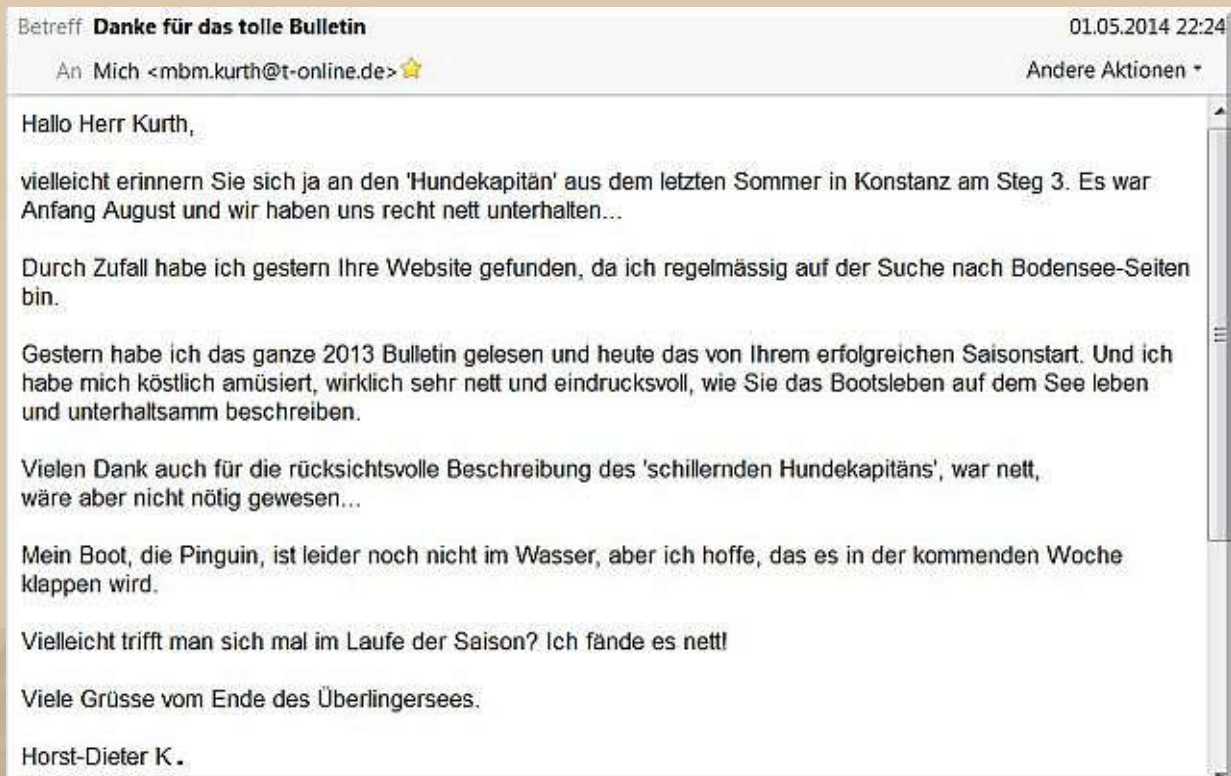 Betreff Danke für das tolle Bulletin 01.05.2014 22:24
An Mich <mbm.kurth@t-online.de> Andere Aktionen
Hallo Herr Kurth,
vielleicht erinnern Sie sich ja an den 'Hundekapitän' aus dem letzten Sommer in Konstanz am Steg 3. Es war
Anfang August und wir haben uns recht nett unterhalten...
Durch Zufall habe ich gestern Ihre Website gefunden, da ich regelmässig auf der Suche nach Bodensee-Seiten
bin.
Gestern habe ich das ganze 2013 Bulletin gelesen und heute das von Ihrem erfolgreichen Saisonstart. Und ich
habe mich köstlich amüsiert, wirklich sehr nett und eindrucksvoll, wie Sie das Bootsleben auf dem See leben
und unterhaltsamm beschreiben.
Vielen Dank auch für die rücksichtsvolle Beschreibung des 'schillernden Hundekapitäns', war nett,
wäre aber nicht nötig gewesen...
Mein Boot, die Pinguin, ist leider noch nicht im Wasser, aber ich hoffe, das es in der kommenden Woche
klappen wird.
Vielleicht trifft man sich mal im Laufe der Saison? Ich fände es nett!
Viele Grüsse vom Ende des Überlingersees.
Horst-Dieter K.